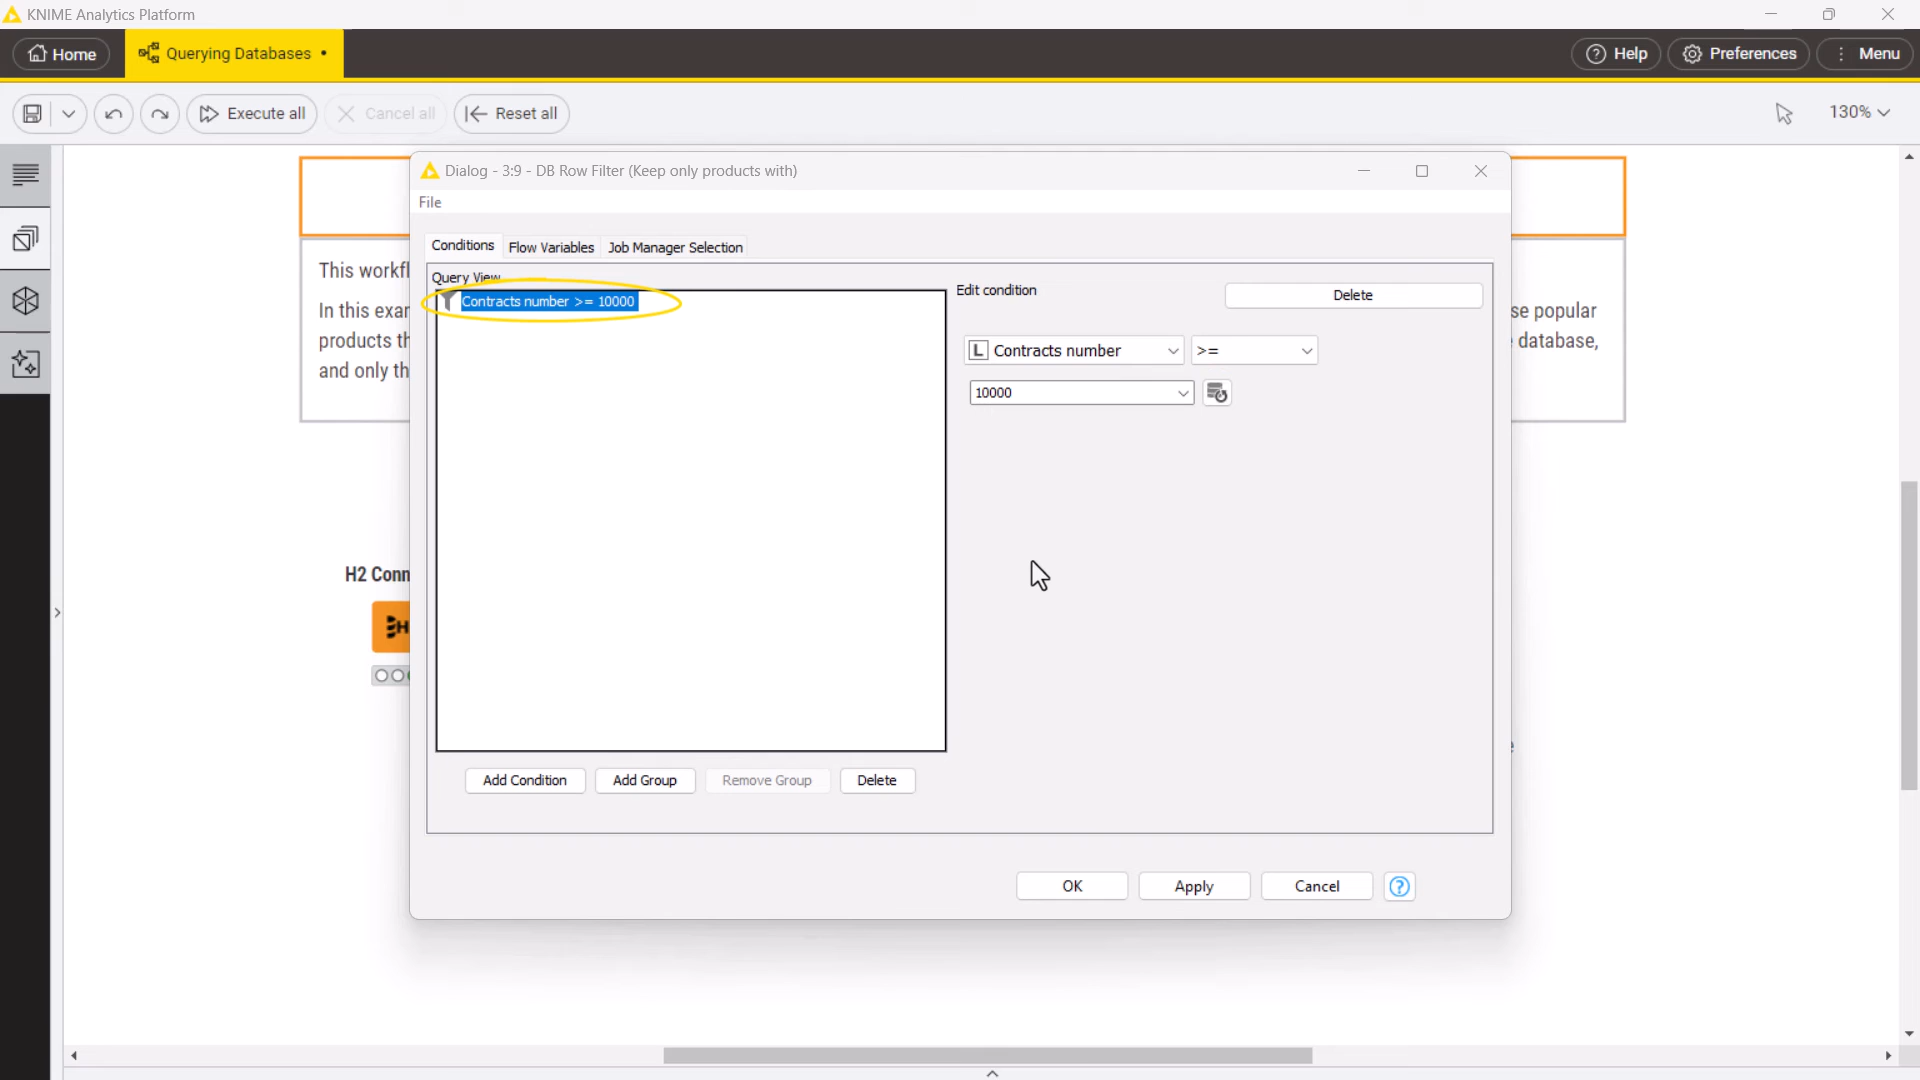 KNIME Analytics Platform
Home
Querying Databases •
Help
Preferences
Menu
Execute all
Cancel all
Reset all
130%
Dialog - 3:9 - DB Row Filter (Keep only products with)
File
Conditions
Flow Variables
Job Manager Selection
Query View
Contracts number >= 10000
Edit condition
Delete
L Contracts number
>=
10000
This workfl
In this exar
products th
and only th
se popular
database,
H2 Conn
H
Add Condition
Add Group
Remove Group
Delete
OK
Apply
Cancel
?